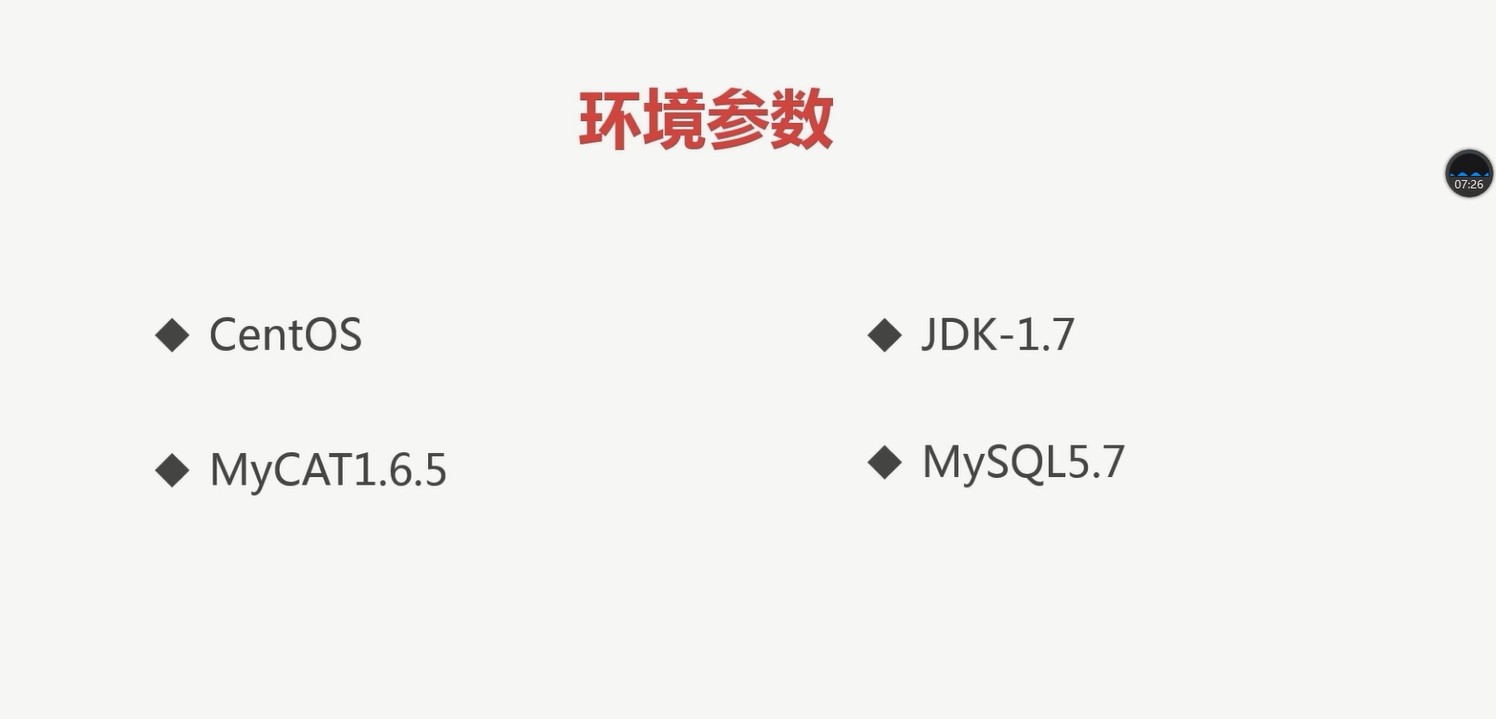 环境参数
07:26
◆ CentOS
◆ JDK-1.7
◆ MyCAT1.6.5
◆ MySQL5.7